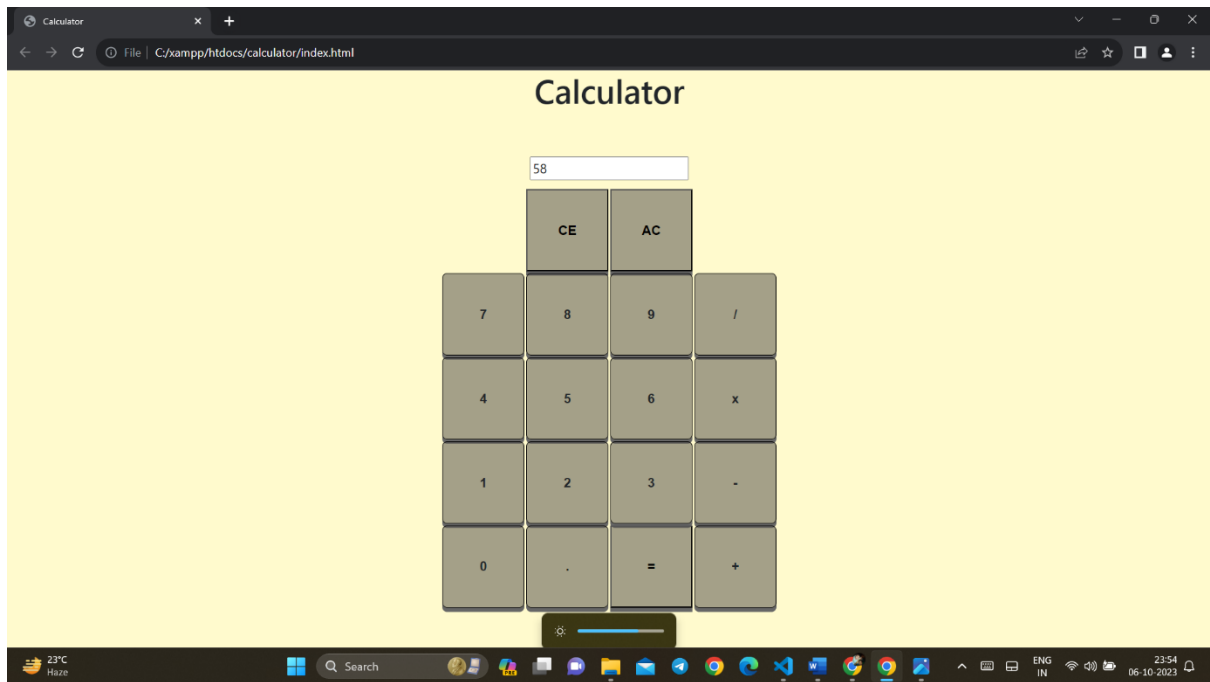 Calculator
File
C:/xampp/htdocs/calculator/index.html
Calculator
58
CE AC
7 8 9 /
4 5 6 x
1 2 3 -
0 . = +
23°C
Haze
Search
ENG
IN
23:54
06-10-2023